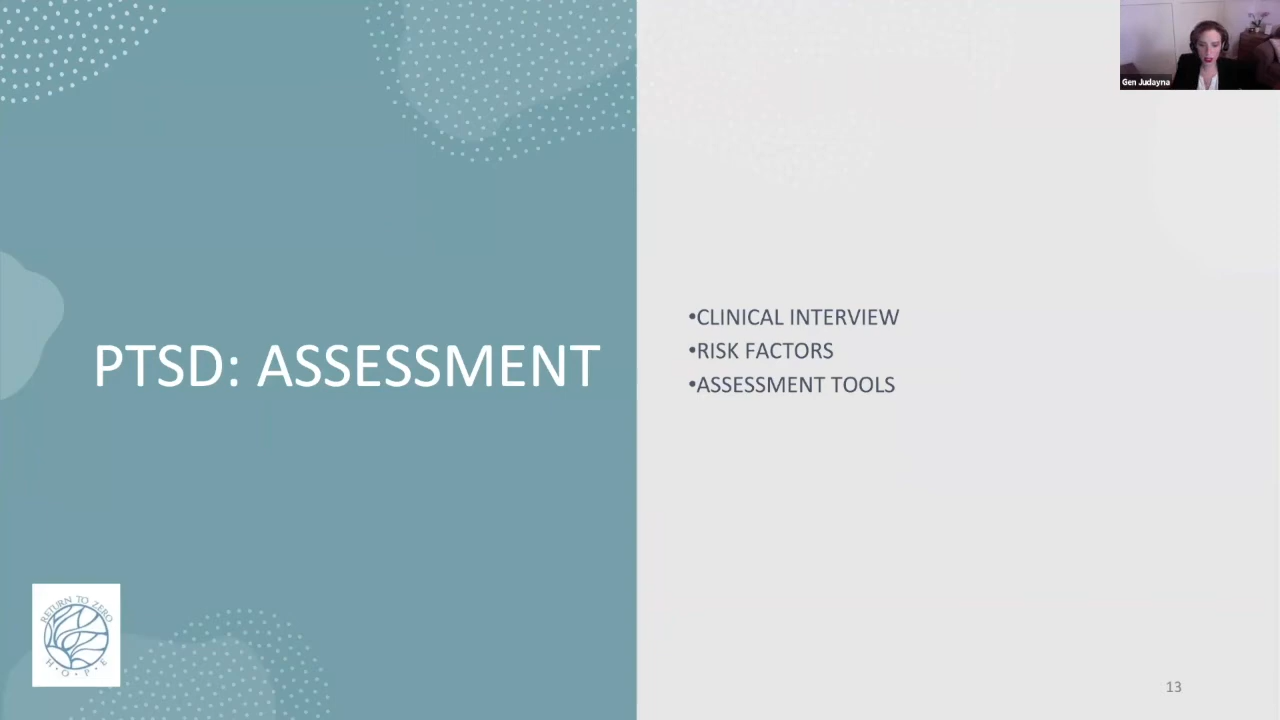 Gen Judayna
PTSD: ASSESSMENT
•CLINICAL INTERVIEW
•RISK FACTORS
•ASSESSMENT TOOLS
RETURN TO ZERO
H•O•P•E
13